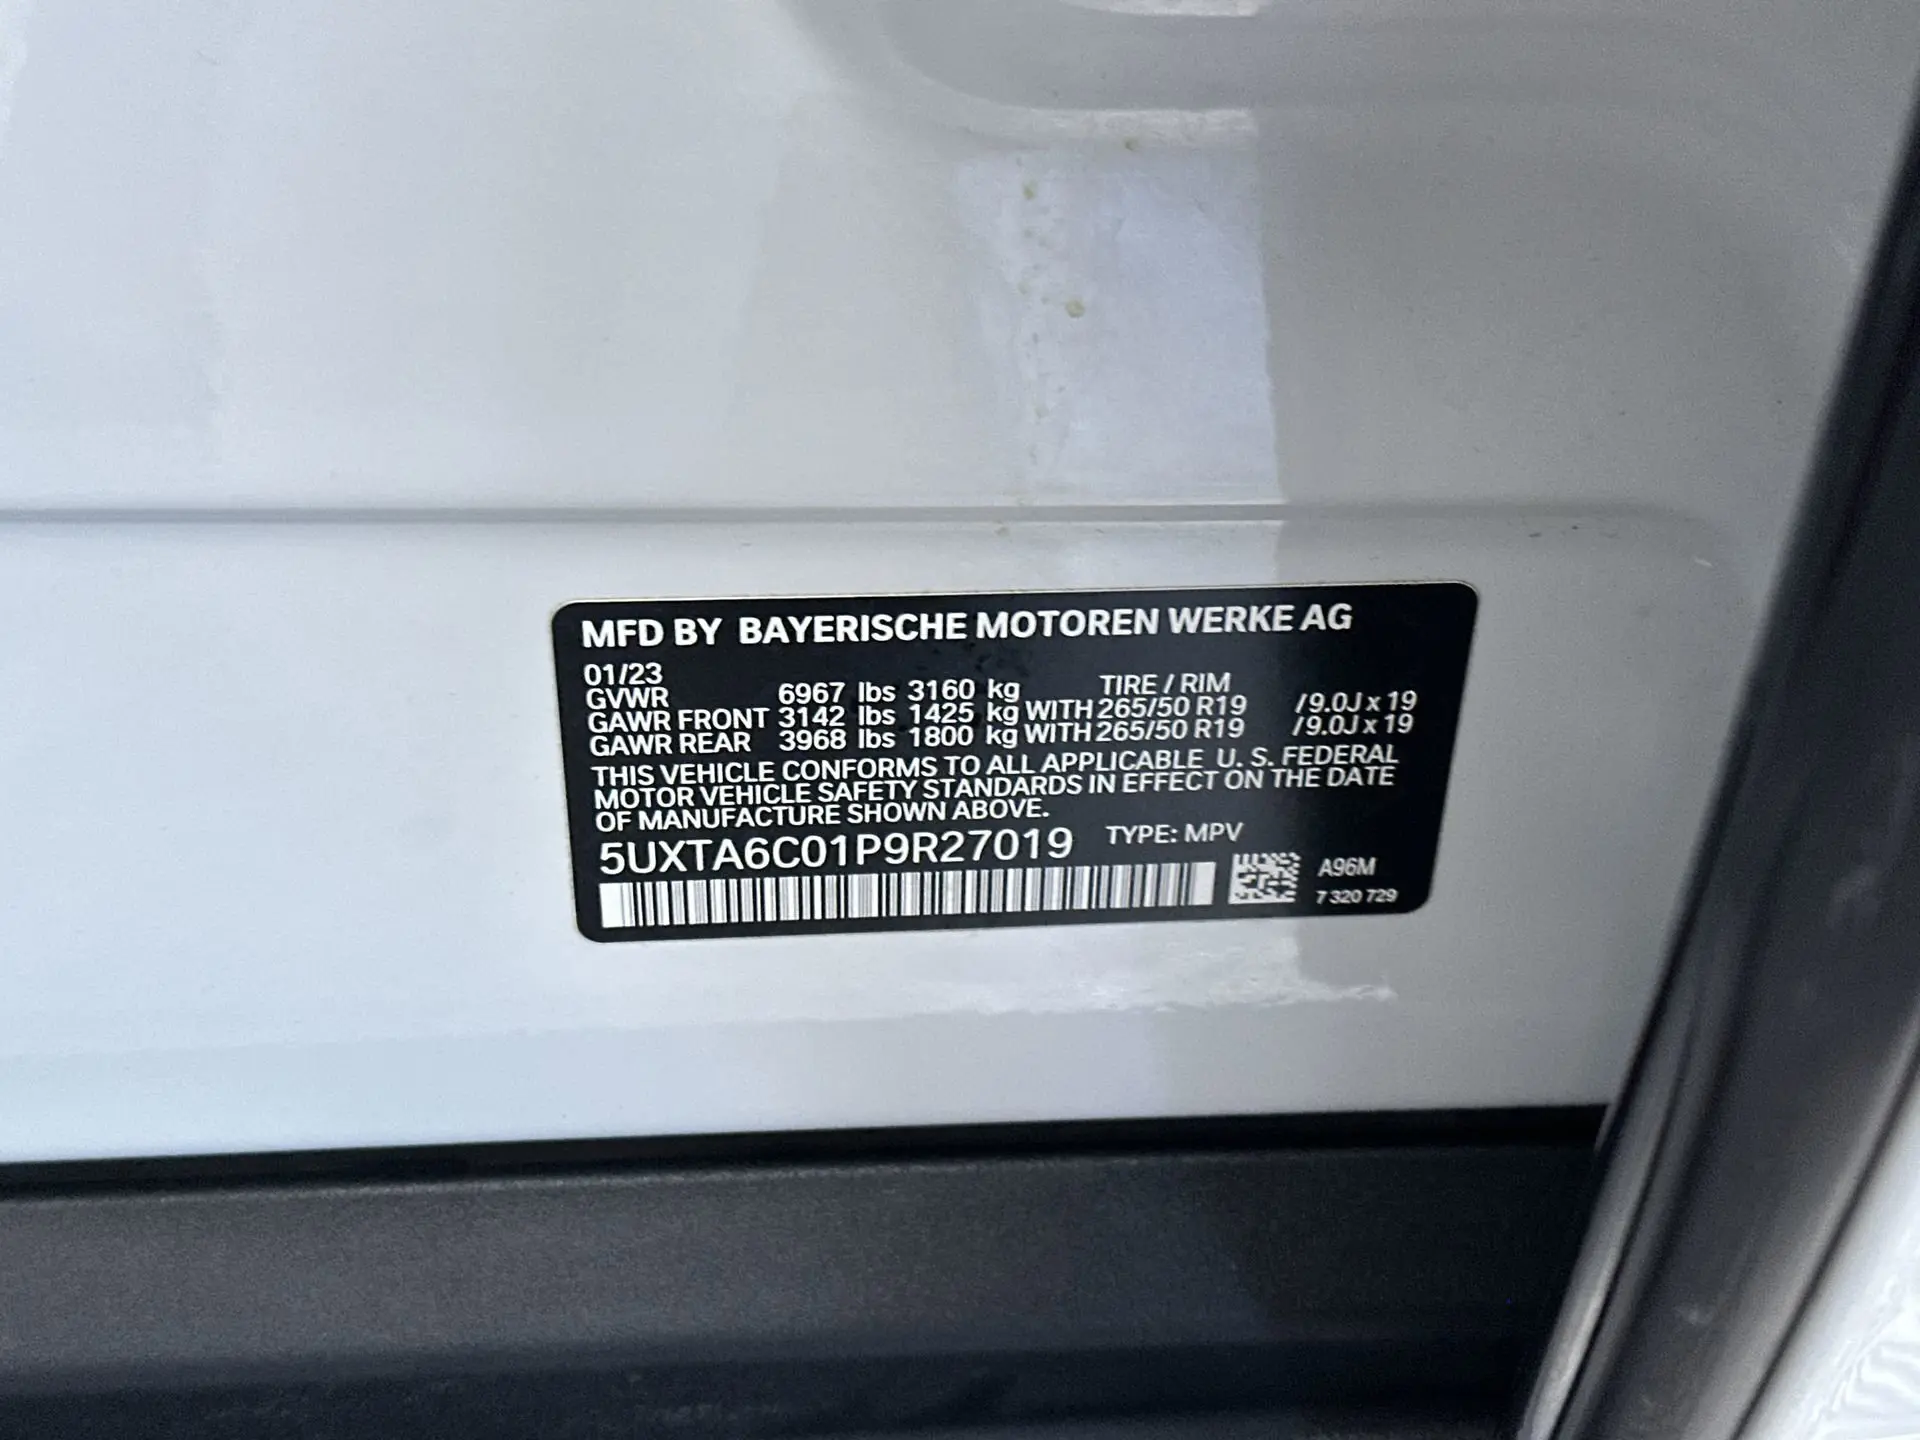 MFD BY BAYERISCHE MOTOREN WERKE AG
01/23
TIRE / RIM
GVWR 6967 lbs 3160 kg
GAWR FRONT 3142 lbs 1425 kg WITH 265/50 R19 /9.0J x 19
GAWR REAR 3968 lbs 1800 kg WITH 265/50 R19 /9.0J x 19
THIS VEHICLE CONFORMS TO ALL APPLICABLE U. S. FEDERAL
MOTOR VEHICLE SAFETY STANDARDS IN EFFECT ON THE DATE
OF MANUFACTURE SHOWN ABOVE.
5UXTA6C01P9R27019 TYPE: MPV
A96M
7 320 729